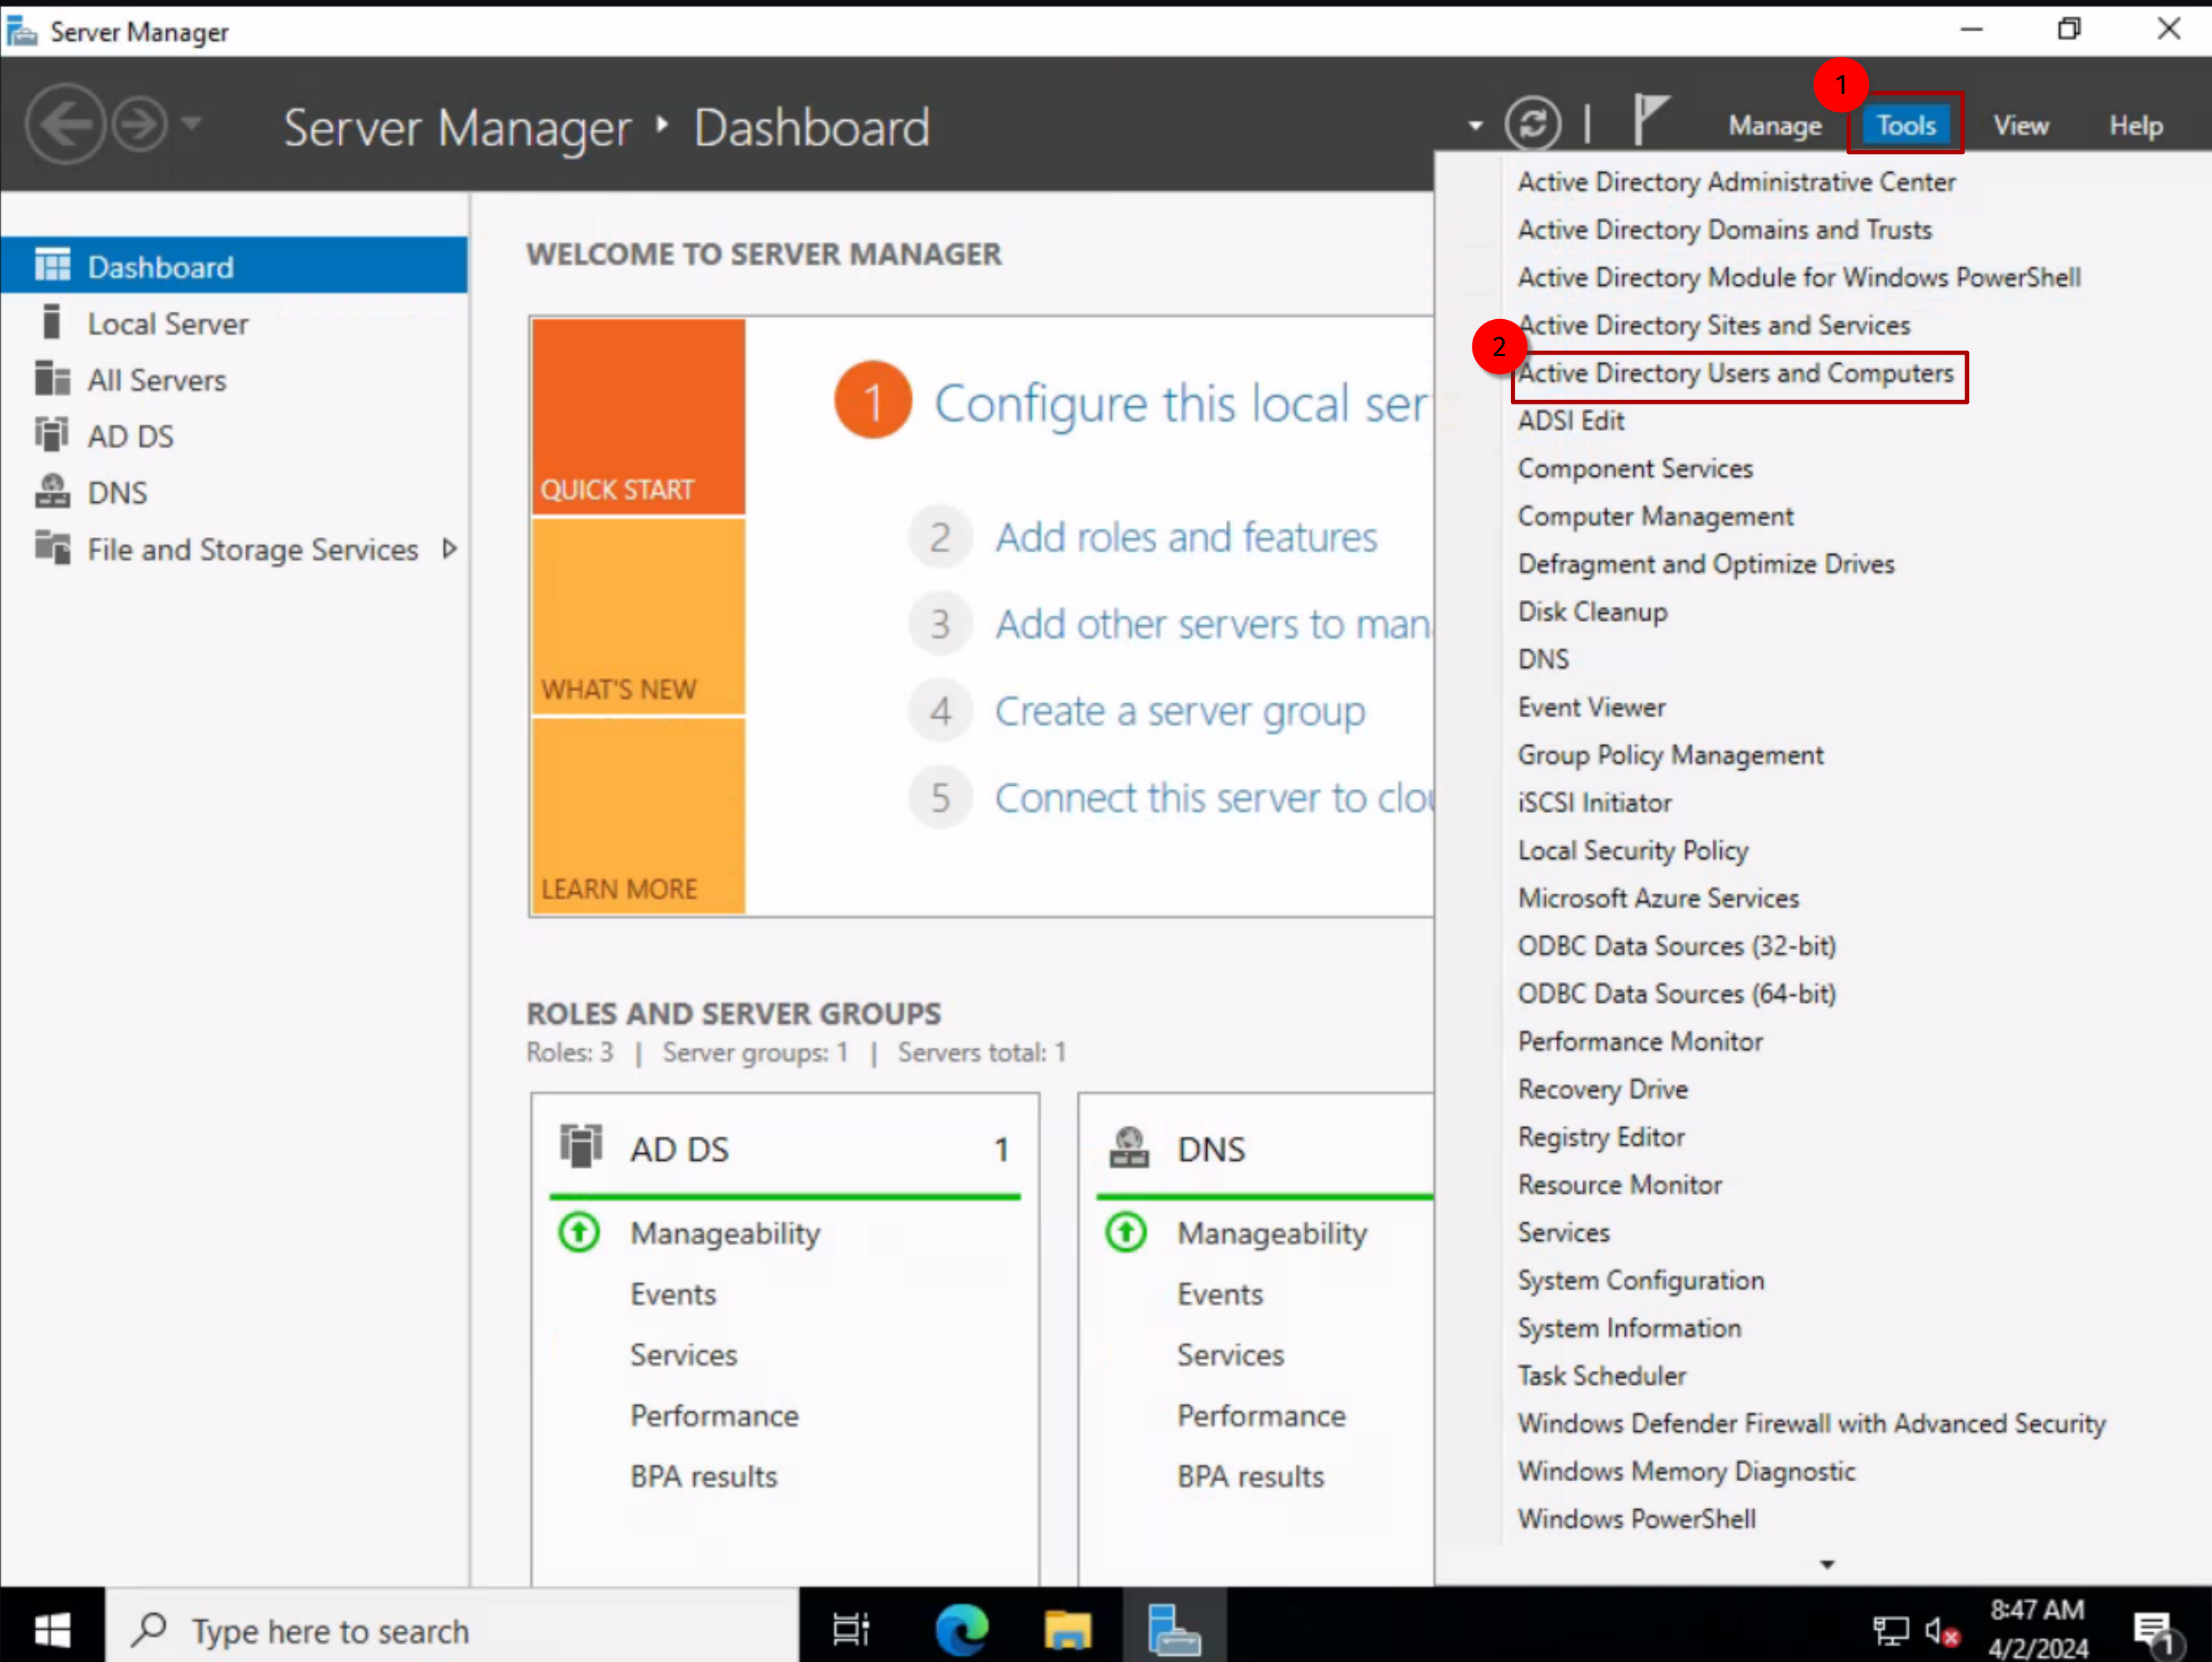 Server Manager
Server Manager ‣ Dashboard
Manage
Tools
View
Help
1
Dashboard
Local Server
All Servers
AD DS
DNS
File and Storage Services
WELCOME TO SERVER MANAGER
QUICK START
WHAT'S NEW
LEARN MORE
1 Configure this local ser
2 Add roles and features
3 Add other servers to man
4 Create a server group
5 Connect this server to clou
ROLES AND SERVER GROUPS
Roles: 3 | Server groups: 1 | Servers total: 1
AD DS 1
Manageability
Events
Services
Performance
BPA results
DNS
Manageability
Events
Services
Performance
BPA results
Active Directory Administrative Center
Active Directory Domains and Trusts
Active Directory Module for Windows PowerShell
Active Directory Sites and Services
2
Active Directory Users and Computers
ADSI Edit
Component Services
Computer Management
Defragment and Optimize Drives
Disk Cleanup
DNS
Event Viewer
Group Policy Management
iSCSI Initiator
Local Security Policy
Microsoft Azure Services
ODBC Data Sources (32-bit)
ODBC Data Sources (64-bit)
Performance Monitor
Recovery Drive
Registry Editor
Resource Monitor
Services
System Configuration
System Information
Task Scheduler
Windows Defender Firewall with Advanced Security
Windows Memory Diagnostic
Windows PowerShell
Type here to search
8:47 AM
4/2/2024
1